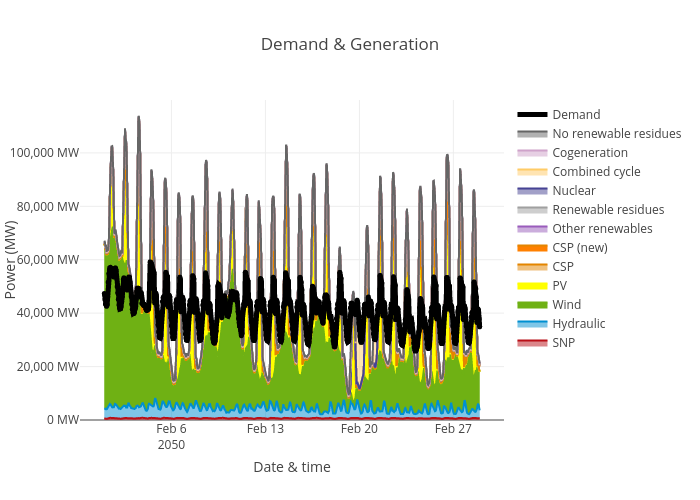 Demand & Generation
Power (MW)
100,000 MW
80,000 MW
60,000 MW
40,000 MW
20,000 MW
0 MW
Feb 6
2050
Feb 13
Feb 20
Feb 27
Date & time
Demand
No renewable residues
Cogeneration
Combined cycle
Nuclear
Renewable residues
Other renewables
CSP (new)
CSP
PV
Wind
Hydraulic
SNP